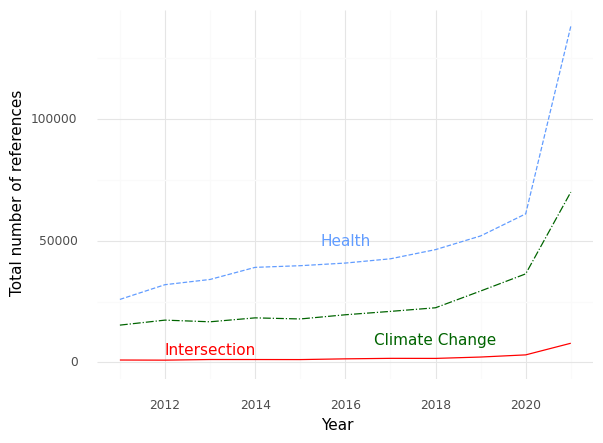 Total number of references
100000
50000
0
Health
Climate Change
Intersection
2012 2014 2016 2018 2020
Year